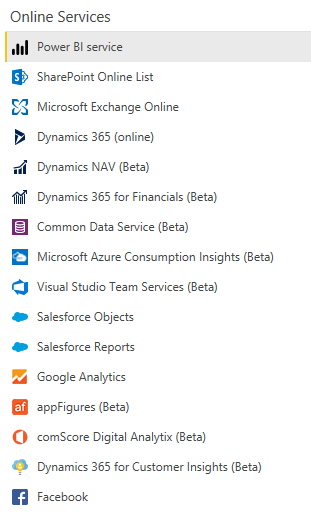 Online Services
Power BI service
SharePoint Online List
Microsoft Exchange Online
Dynamics 365 (online)
Dynamics NAV (Beta)
Dynamics 365 for Financials (Beta)
Common Data Service (Beta)
Microsoft Azure Consumption Insights (Beta)
Visual Studio Team Services (Beta)
Salesforce Objects
Salesforce Reports
Google Analytics
af appFigures (Beta)
comScore Digital Analytix (Beta)
Dynamics 365 for Customer Insights (Beta)
Facebook